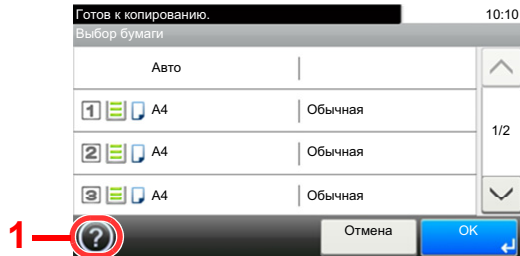 Готов к копированию. 10:10
Выбор бумаги
Авто
1 A4 Обычная
1/2
2 A4 Обычная
3 A4 Обычная
1 ? Отмена OK